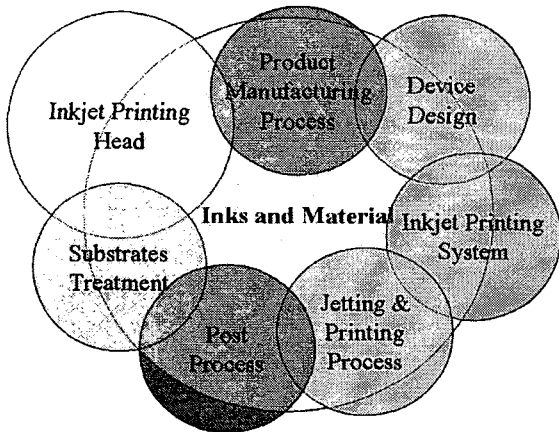 Product
Manufacturing
Process
Device
Design
Inkjet Printing
Head
Inks and Material
Inkjet Printing
System
Substrates
Treatment
Jetting &
Printing
Process
Post
Process